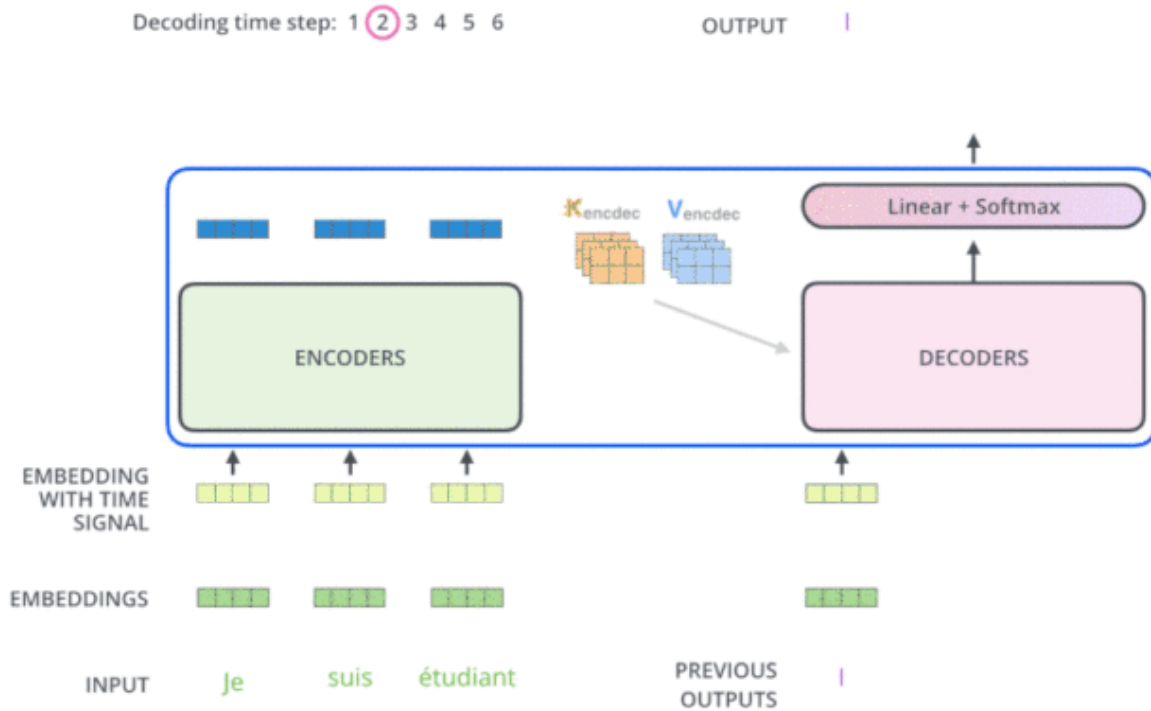 Decoding time step: 1 2 3 4 5 6
OUTPUT I
Kencdec Vencdec
Linear + Softmax
ENCODERS
DECODERS
EMBEDDING
WITH TIME
SIGNAL
EMBEDDINGS
INPUT Je suis étudiant
PREVIOUS
OUTPUTS I